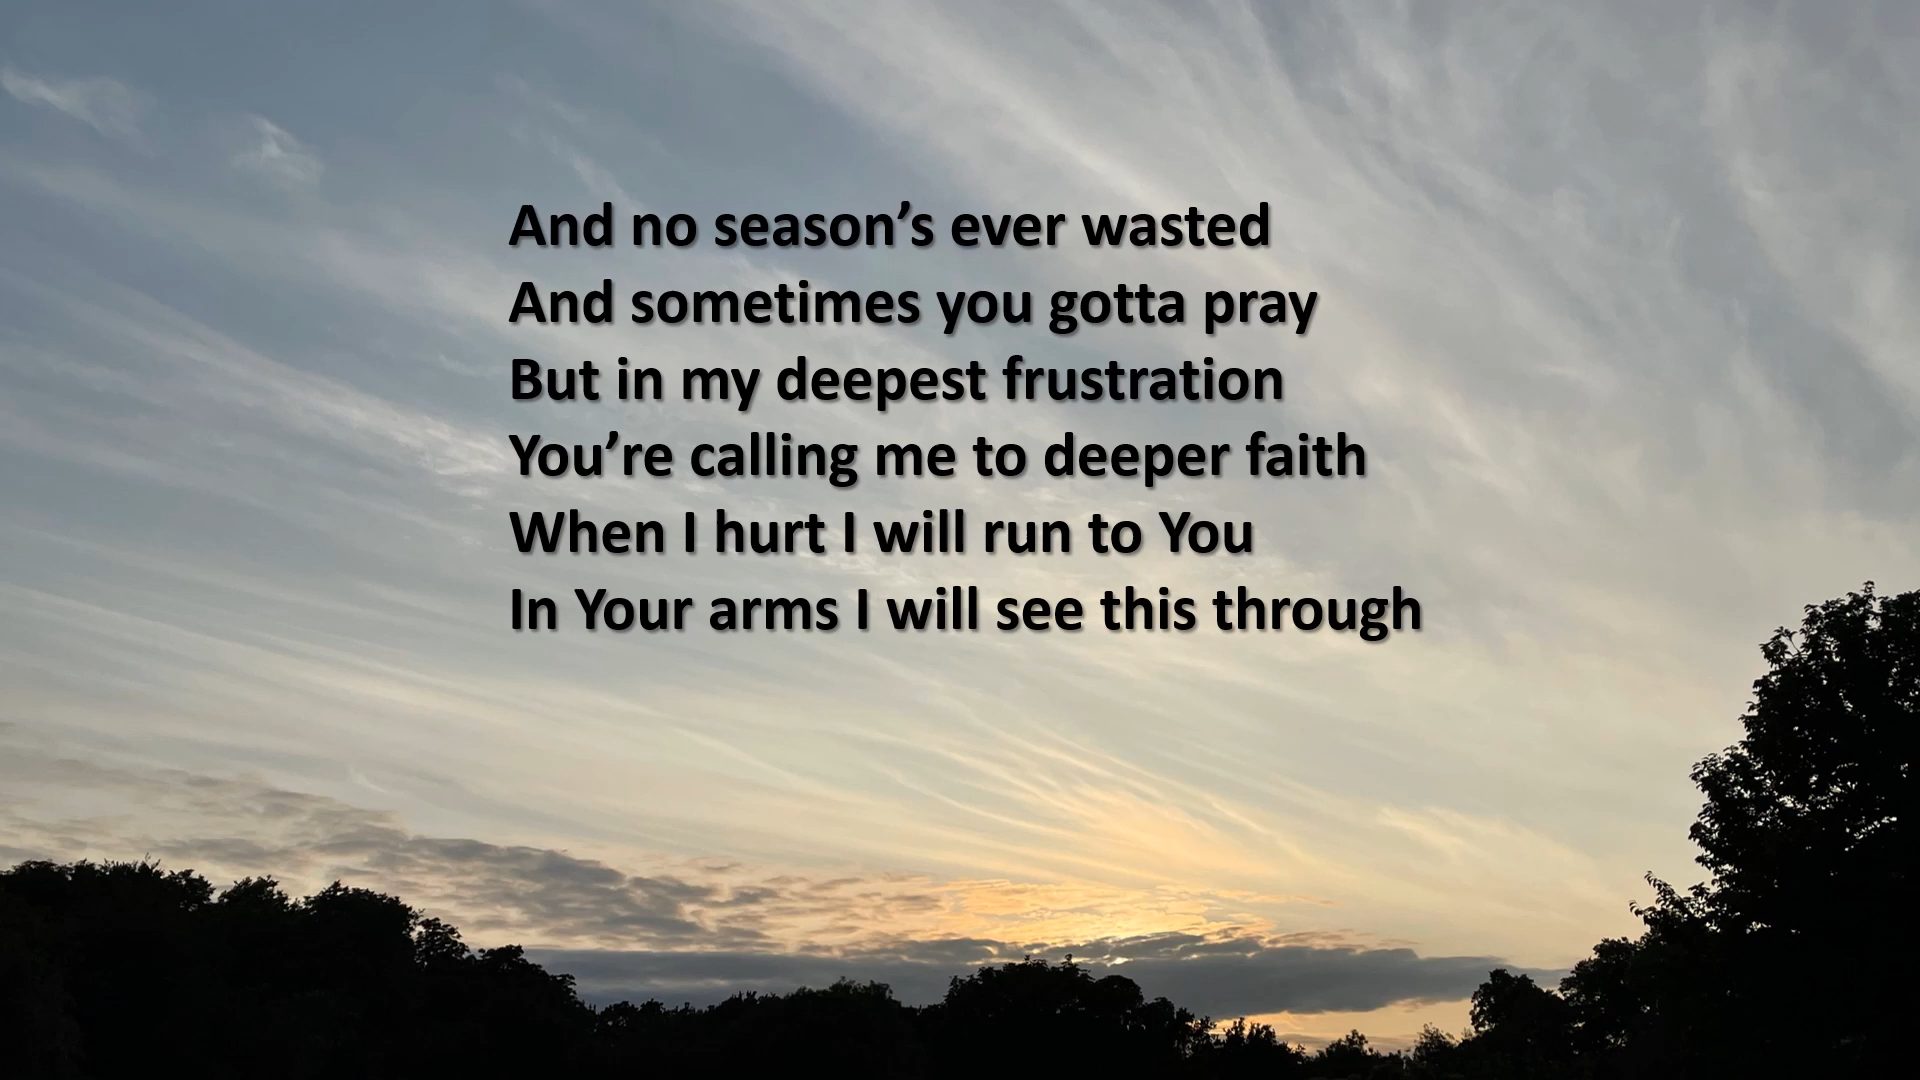 And no season’s ever wasted
And sometimes you gotta pray
But in my deepest frustration
You’re calling me to deeper faith
When I hurt I will run to You
In Your arms I will see this through